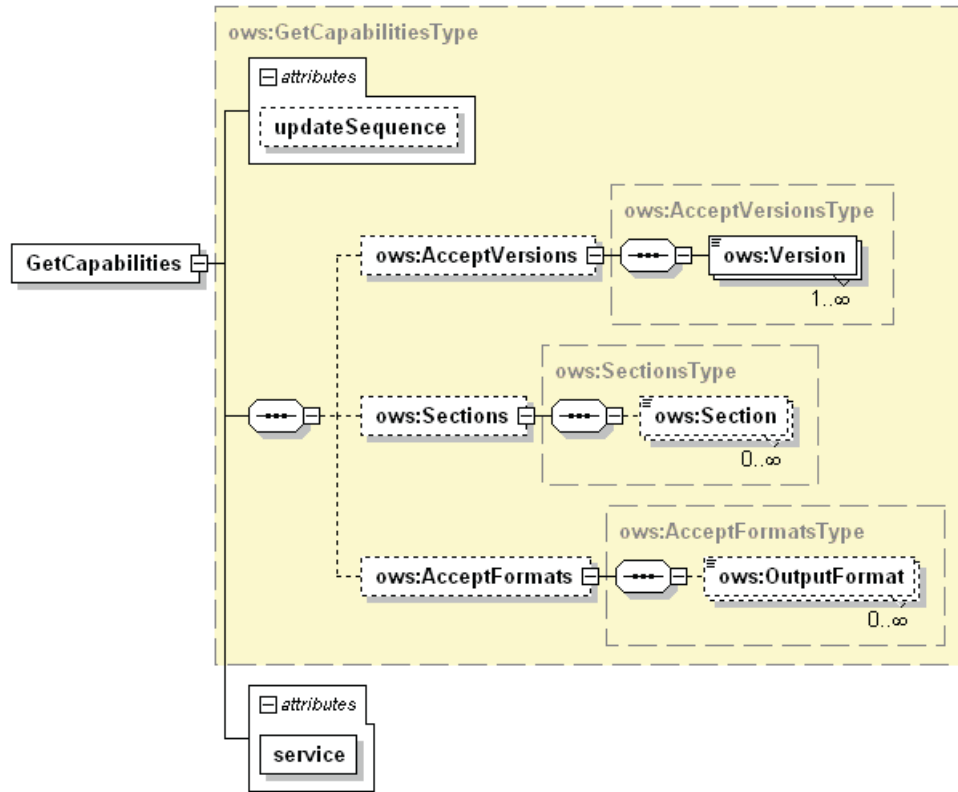 ows:GetCapabilitiesType
attributes
updateSequence
ows:AcceptVersionsType
GetCapabilities
ows:AcceptVersions
ows:Version
1..∞
ows:SectionsType
ows:Sections
ows:Section
0..∞
ows:AcceptFormatsType
ows:AcceptFormats
ows:OutputFormat
0..∞
attributes
service